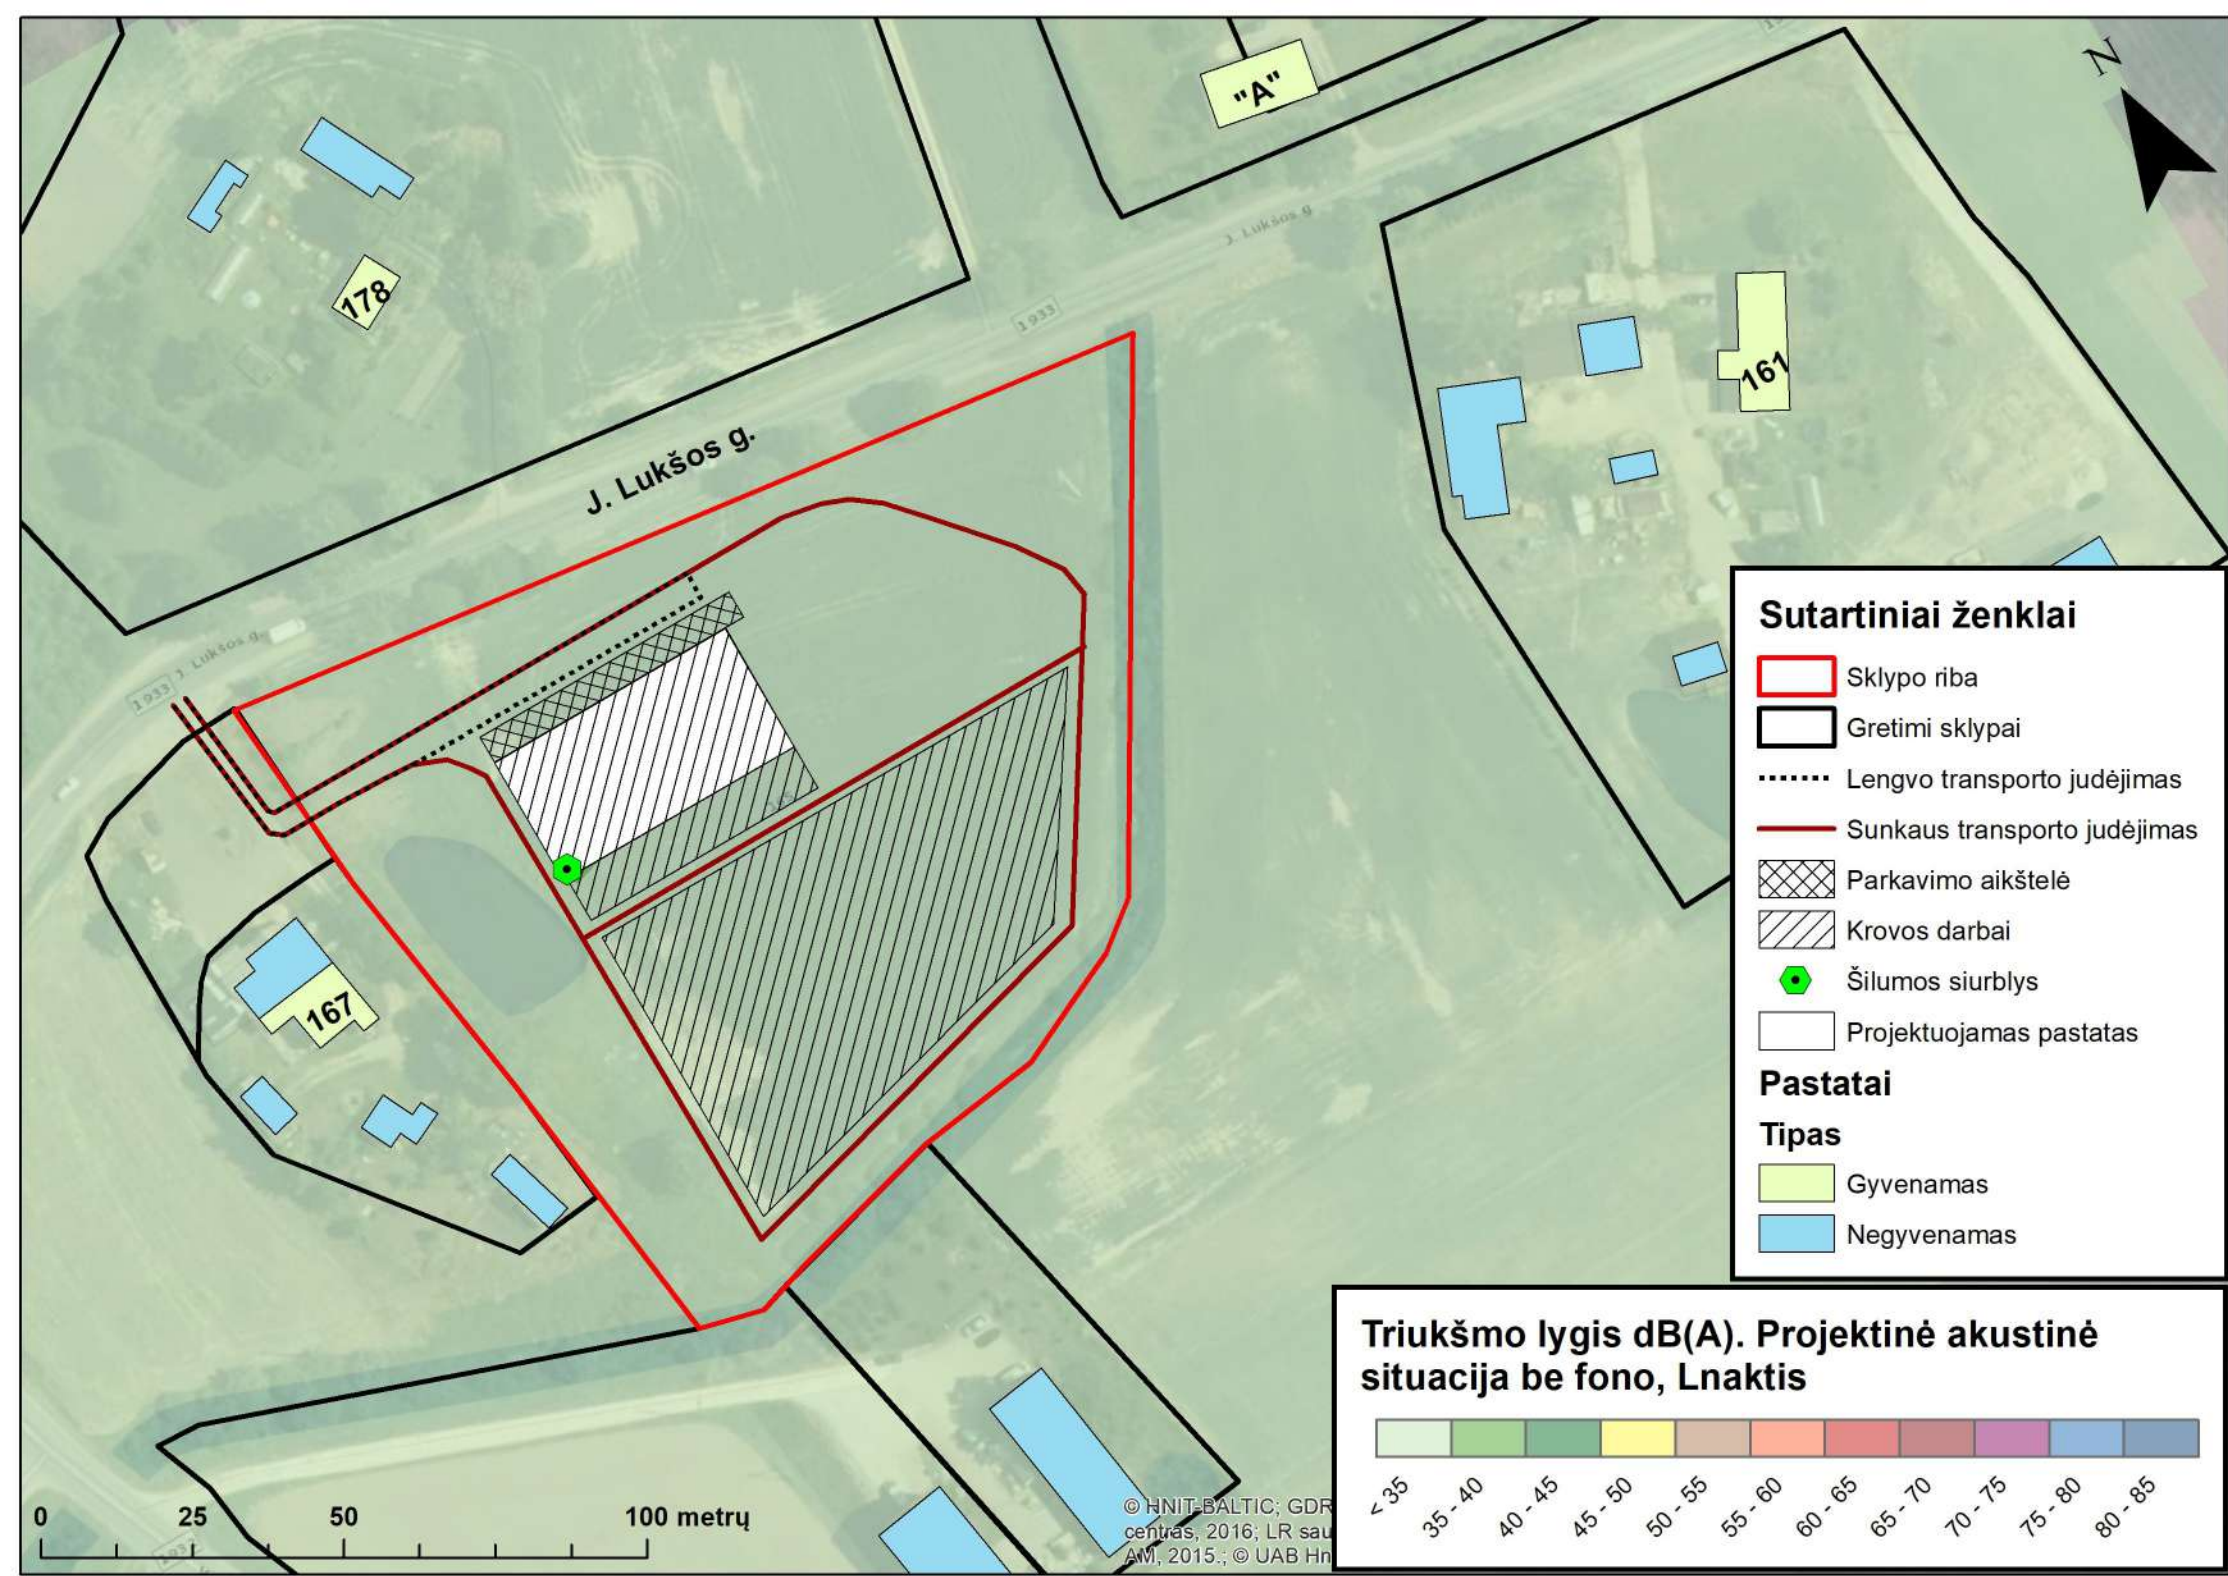 "A"
N
178
J. Lukšos g.
1933
161
J. Lukšos g.
J. Lukšos g.
1933
167
Sutartiniai ženklai
Sklypo riba
Gretimi sklypai
Lengvo transporto judėjimas
Sunkaus transporto judėjimas
Parkavimo aikštelė
Krovos darbai
Šilumos siurblys
Projektuojamas pastatas
Pastatai
Tipas
Gyvenamas
Negyvenamas
Triukšmo lygis dB(A). Projektinė akustinė
situacija be fono, Lnaktis
< 35
35 - 40
40 - 45
45 - 50
50 - 55
55 - 60
60 - 65
65 - 70
70 - 75
75 - 80
80 - 85
0 25 50 100 metrų
© HNIT-BALTIC; GDR
centras, 2016; LR sau
AM, 2015.; © UAB Hn